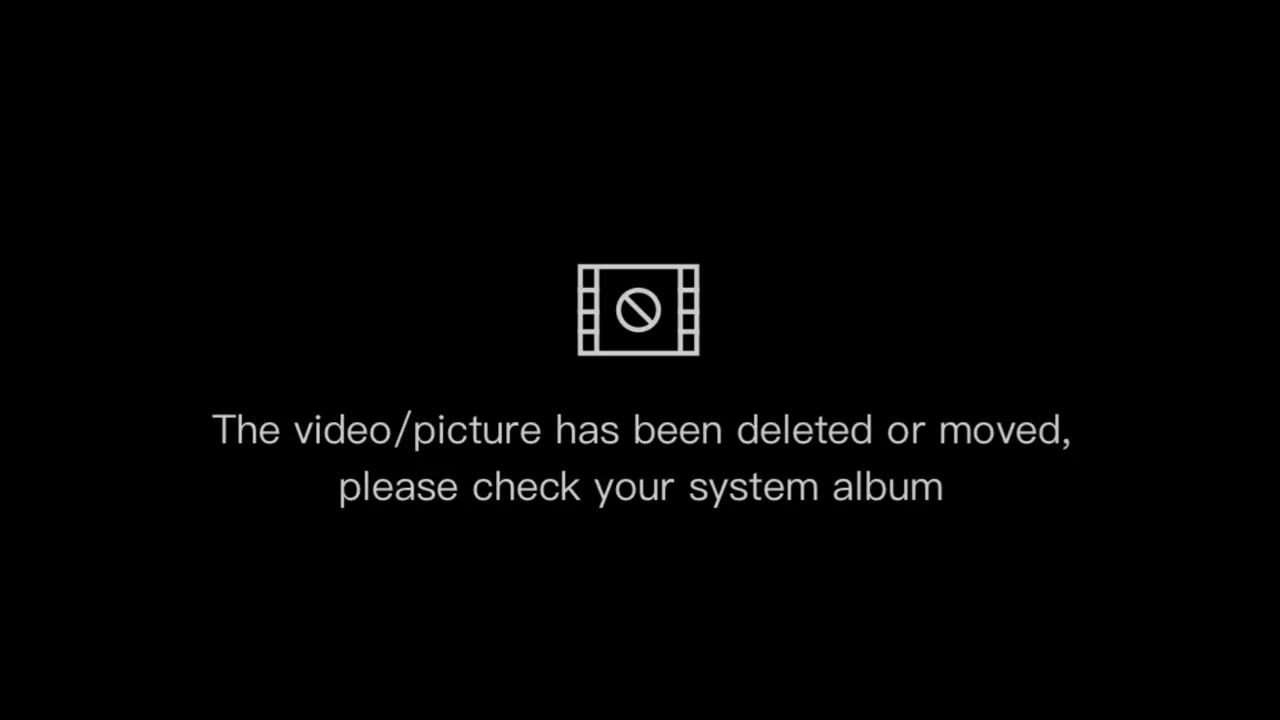 The video/picture has been deleted or moved,
please check your system album